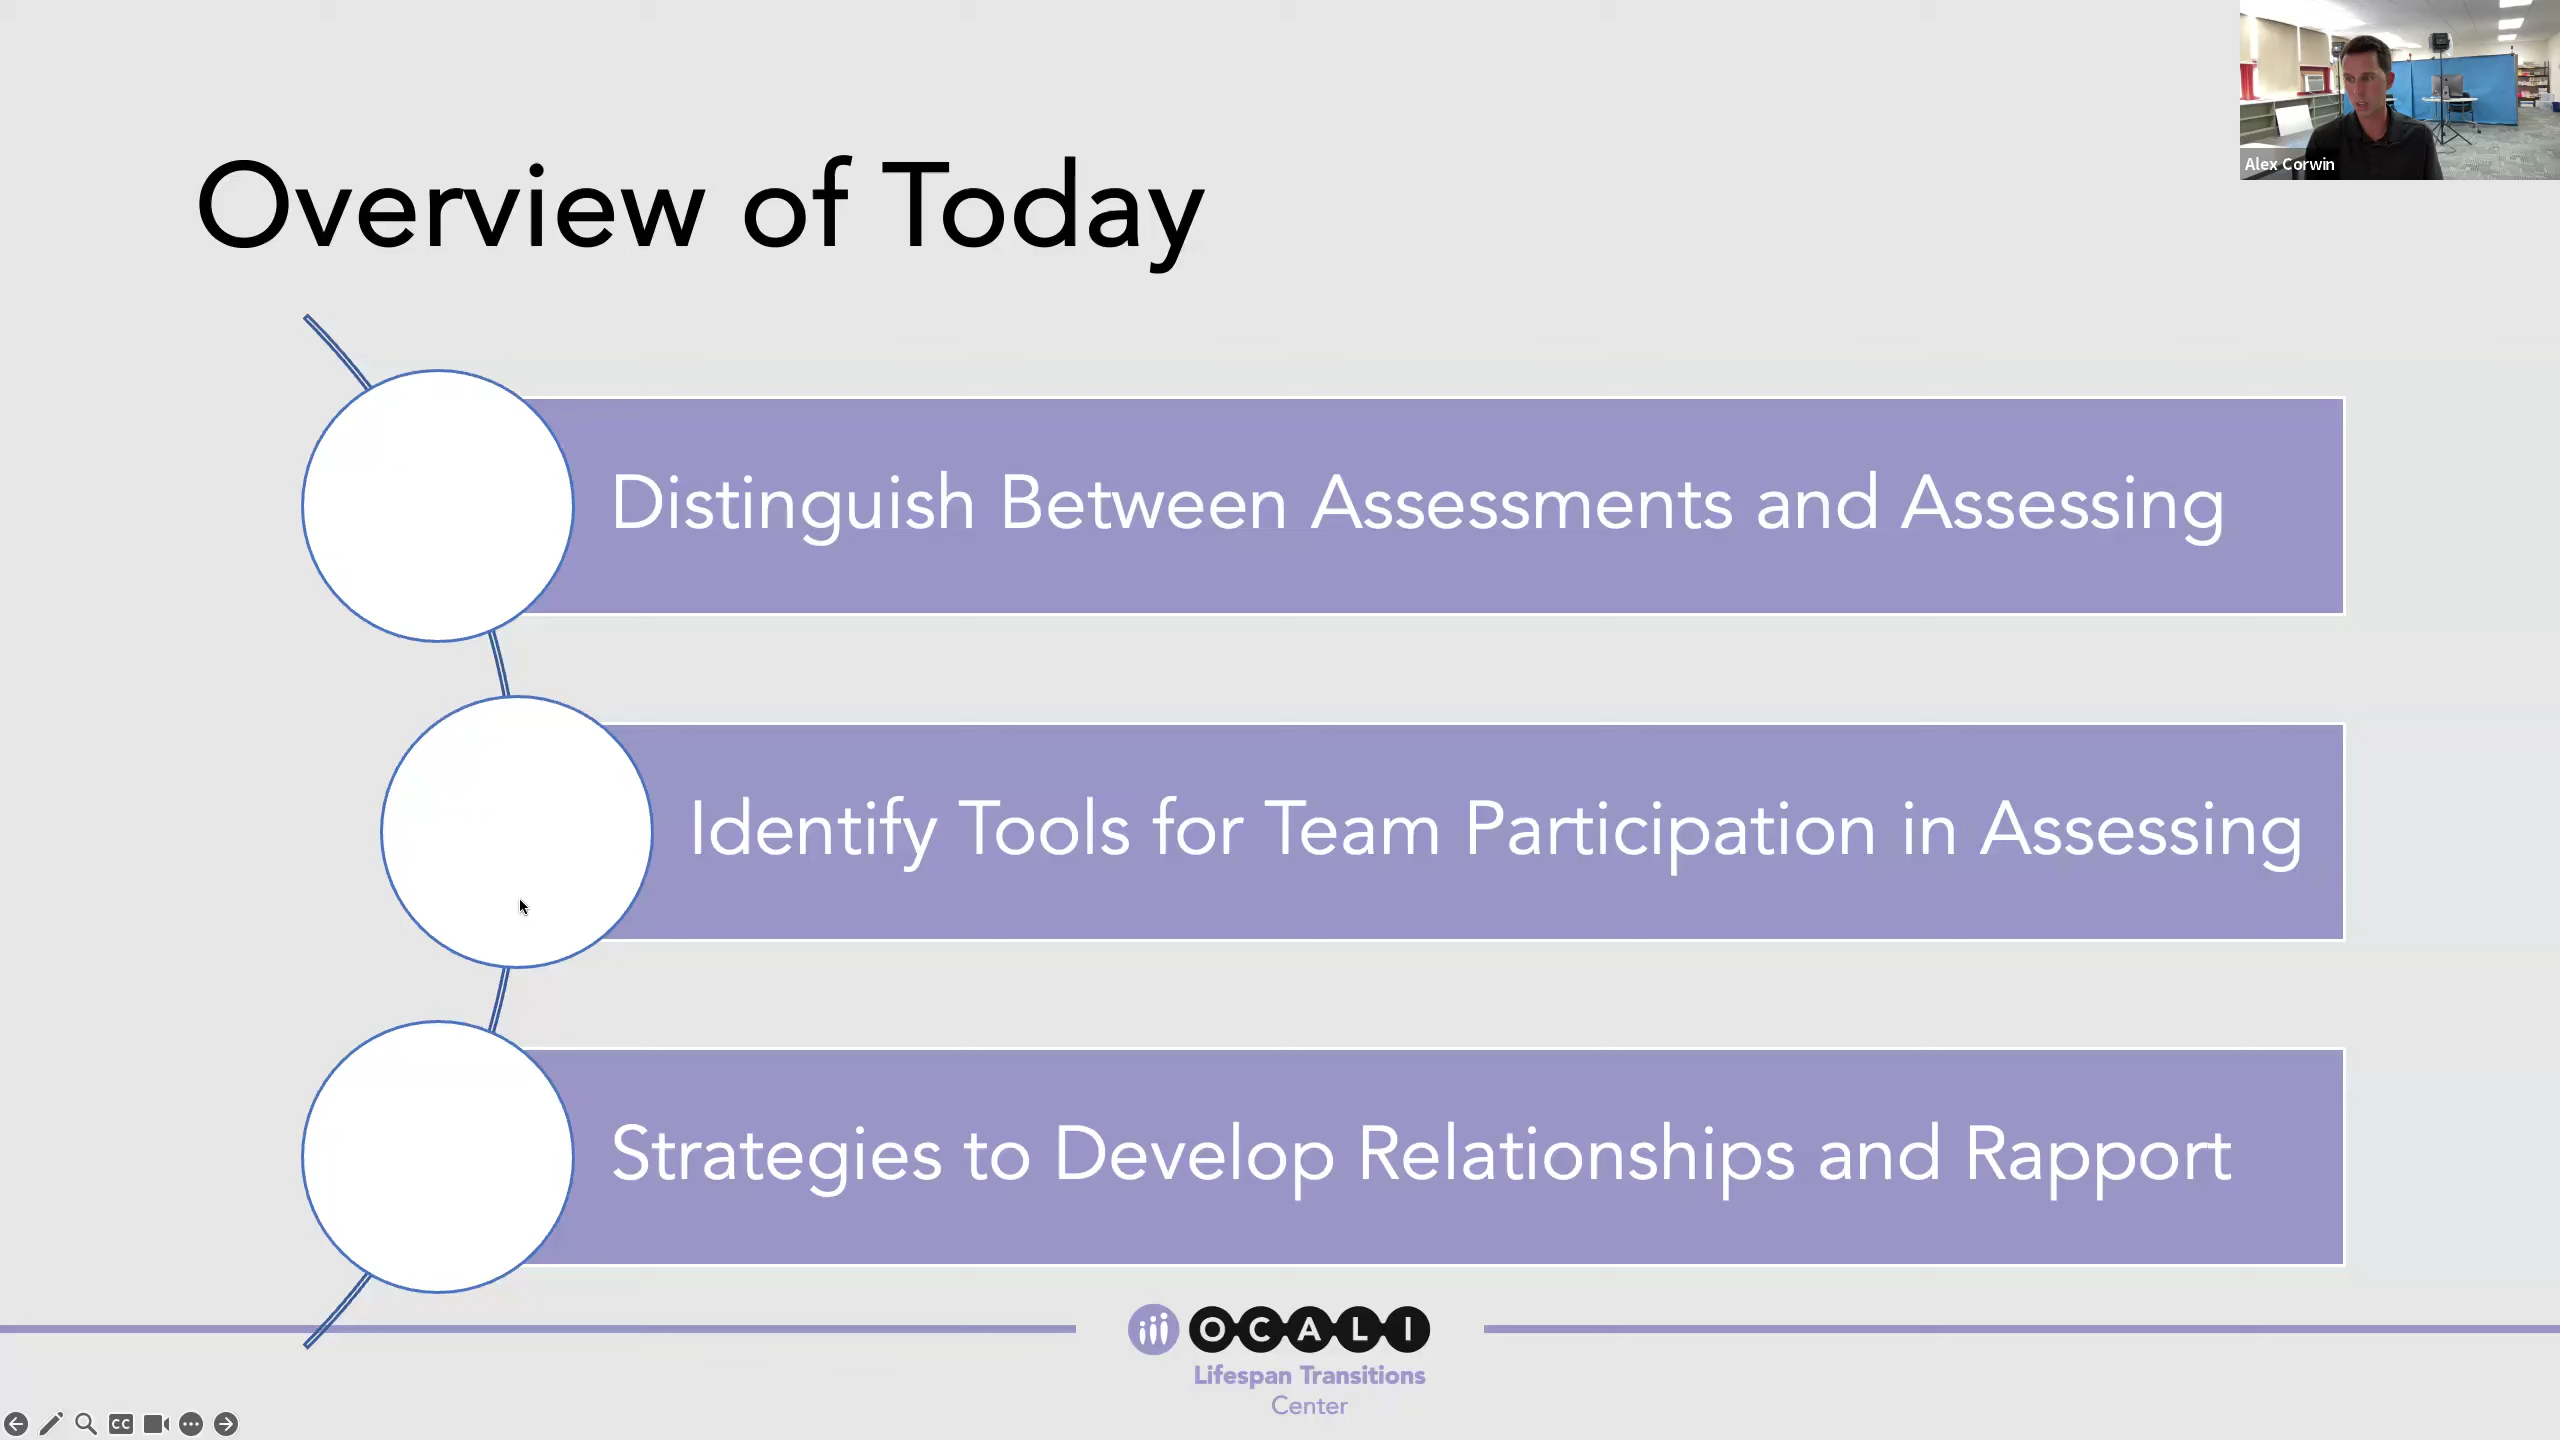 Alex Corwin
Overview of Today
Distinguish Between Assessments and Assessing
Identify Tools for Team Participation in Assessing
Strategies to Develop Relationships and Rapport
OCALI
Lifespan Transitions
Center
CC